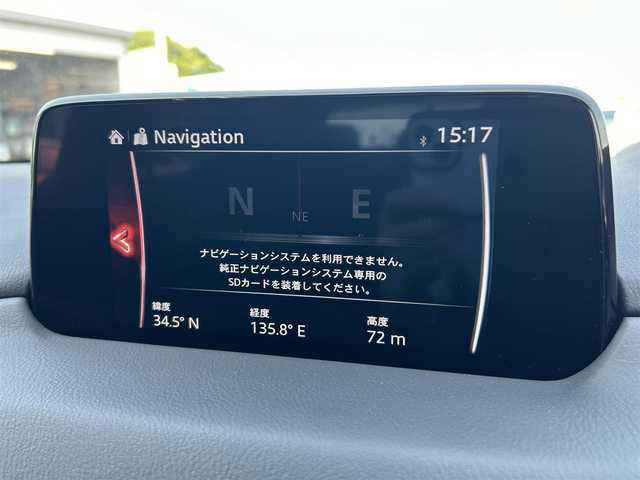 Navigation
15:17
N NE E
ナビゲーションシステムを利用できません。
純正ナビゲーションシステム専用の
SDカードを装着してください。
緯度 経度 高度
34.5° N 135.8° E 72 m